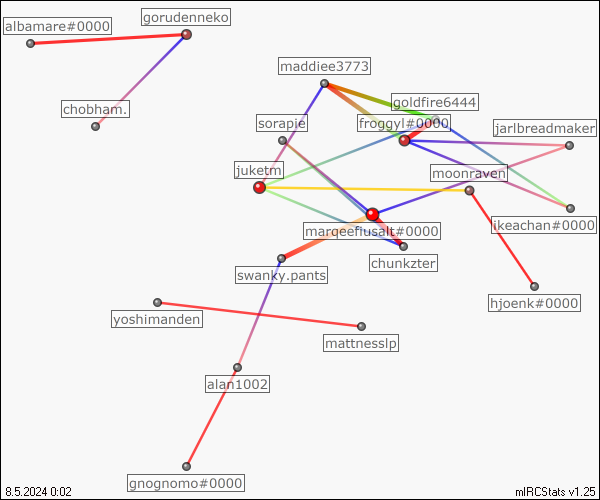 gorudenneko
albamare#0000
maddiee3773
goldfire6444
chobham.
sorapie
froggyl#0000
jarlbreadmaker
juketm
moonraven
marqeefiusalt#0000
ikeachan#0000
chunkzter
swanky.pants
hjoenk#0000
yoshimanden
mattnesslp
alan1002
gnognomo#0000
8.5.2024 0:02
mIRCStats v1.25